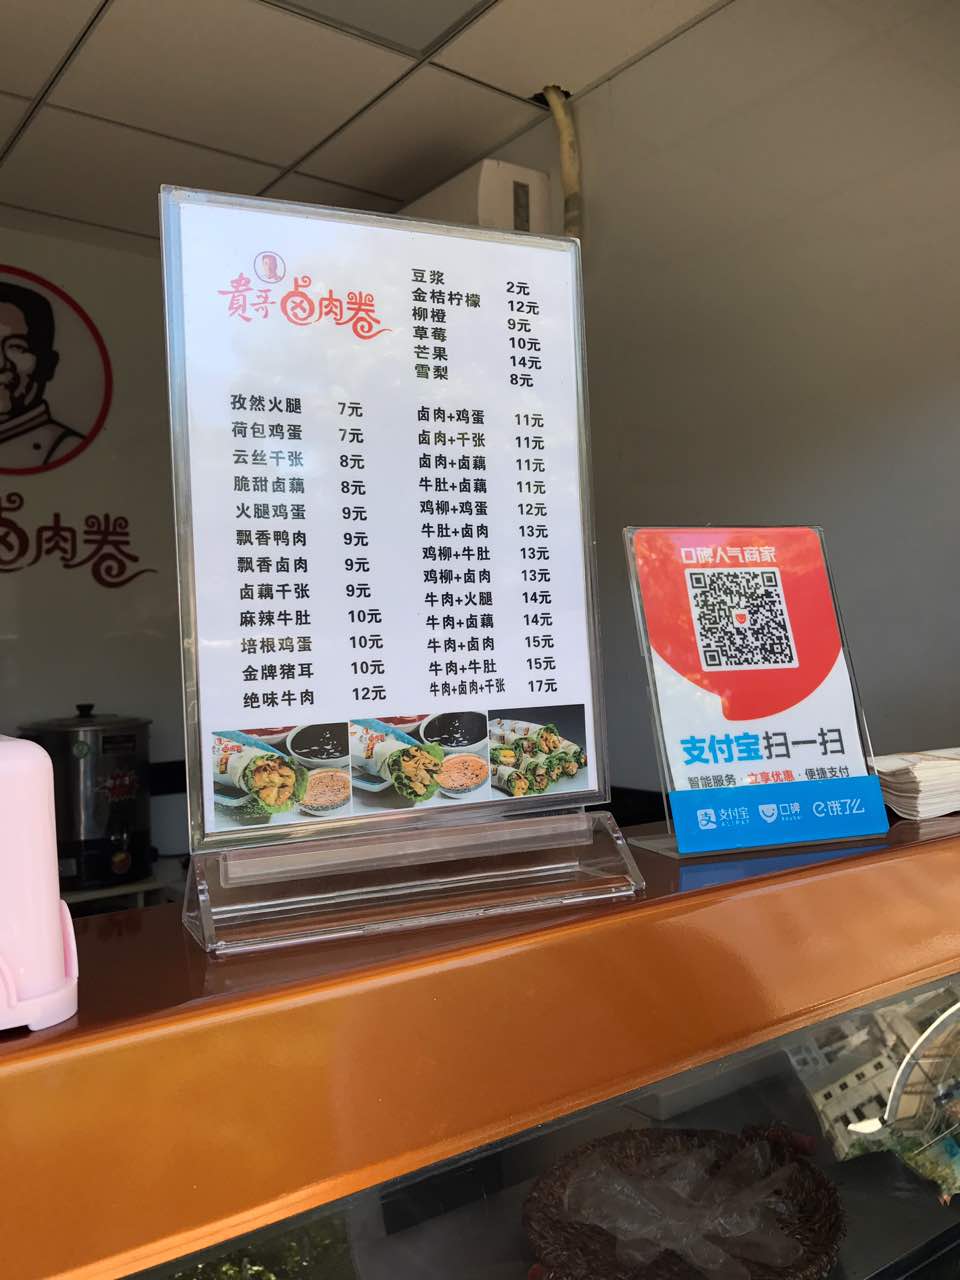 貴哥卤肉卷
豆浆 2元
金桔柠檬 12元
柳橙 9元
草莓 10元
芒果 14元
雪梨 8元
孜然火腿 7元
荷包鸡蛋 7元
云丝千张 8元
脆甜卤藕 8元
火腿鸡蛋 9元
飘香鸭肉 9元
飘香卤肉 9元
卤藕千张 9元
麻辣牛肚 10元
培根鸡蛋 10元
金牌猪耳 10元
绝味牛肉 12元
卤肉+鸡蛋 11元
卤肉+千张 11元
卤肉+卤藕 11元
牛肚+卤藕 11元
鸡柳+鸡蛋 12元
牛肚+卤肉 13元
鸡柳+牛肚 13元
鸡柳+卤肉 13元
牛肉+火腿 14元
牛肉+卤藕 14元
牛肉+卤肉 15元
牛肉+牛肚 15元
牛肉+卤肉+千张 17元
卤肉卷
口碑人气商家
支付宝扫一扫
智能服务·立享优惠·便捷支付
支付宝 ALIPAY 口碑 koubei 饿了么